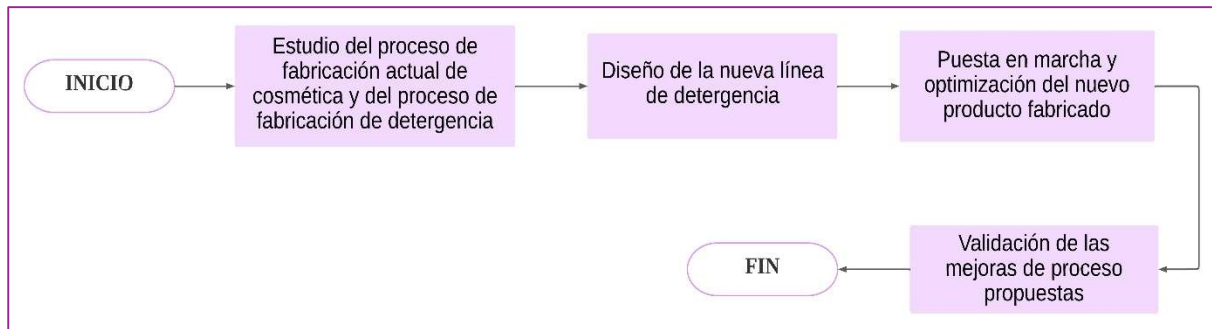 INICIO
Estudio del proceso de
fabricación actual de
cosmética y del proceso de
fabricación de detergencia
Diseño de la nueva línea
de detergencia
Puesta en marcha y
optimización del nuevo
producto fabricado
Validación de las
mejoras de proceso
propuestas
FIN